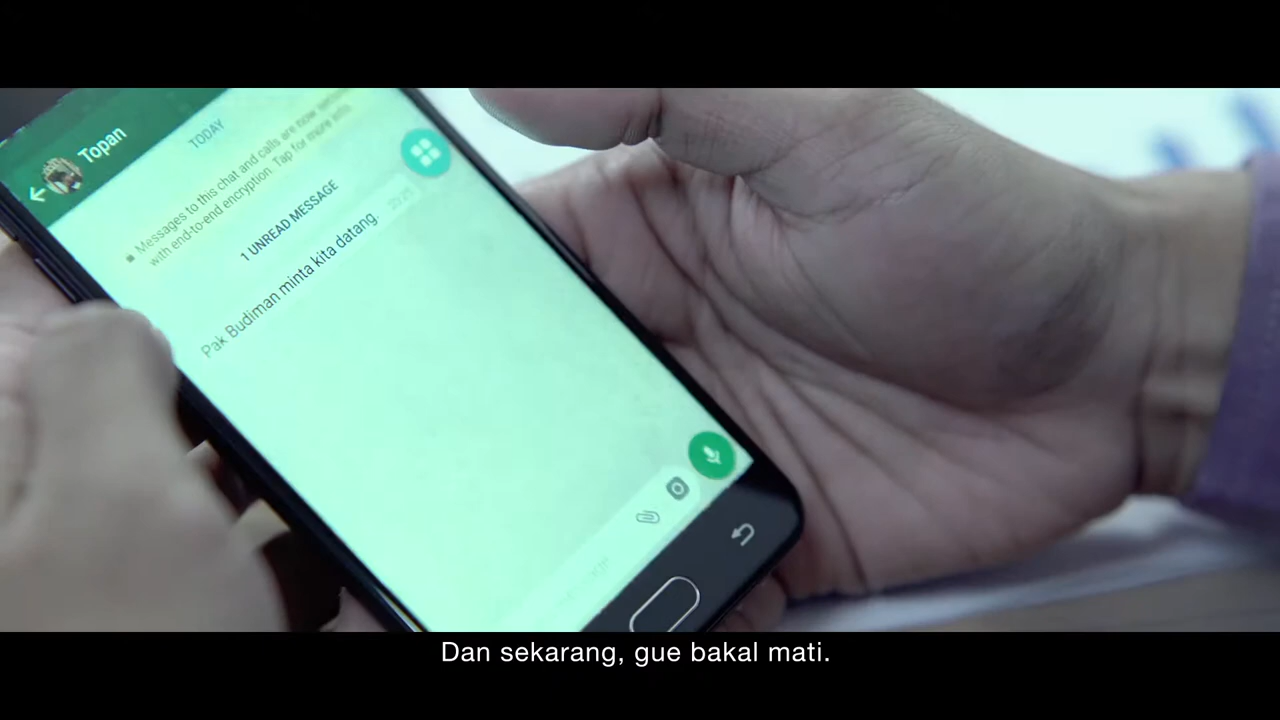 Topan
TODAY
Messages to this chat and calls are now
with end-to-end encryption. Tap for more info.
1 UNREAD MESSAGE
Pak Budiman minta kita datang.
Dan sekarang, gue bakal mati.